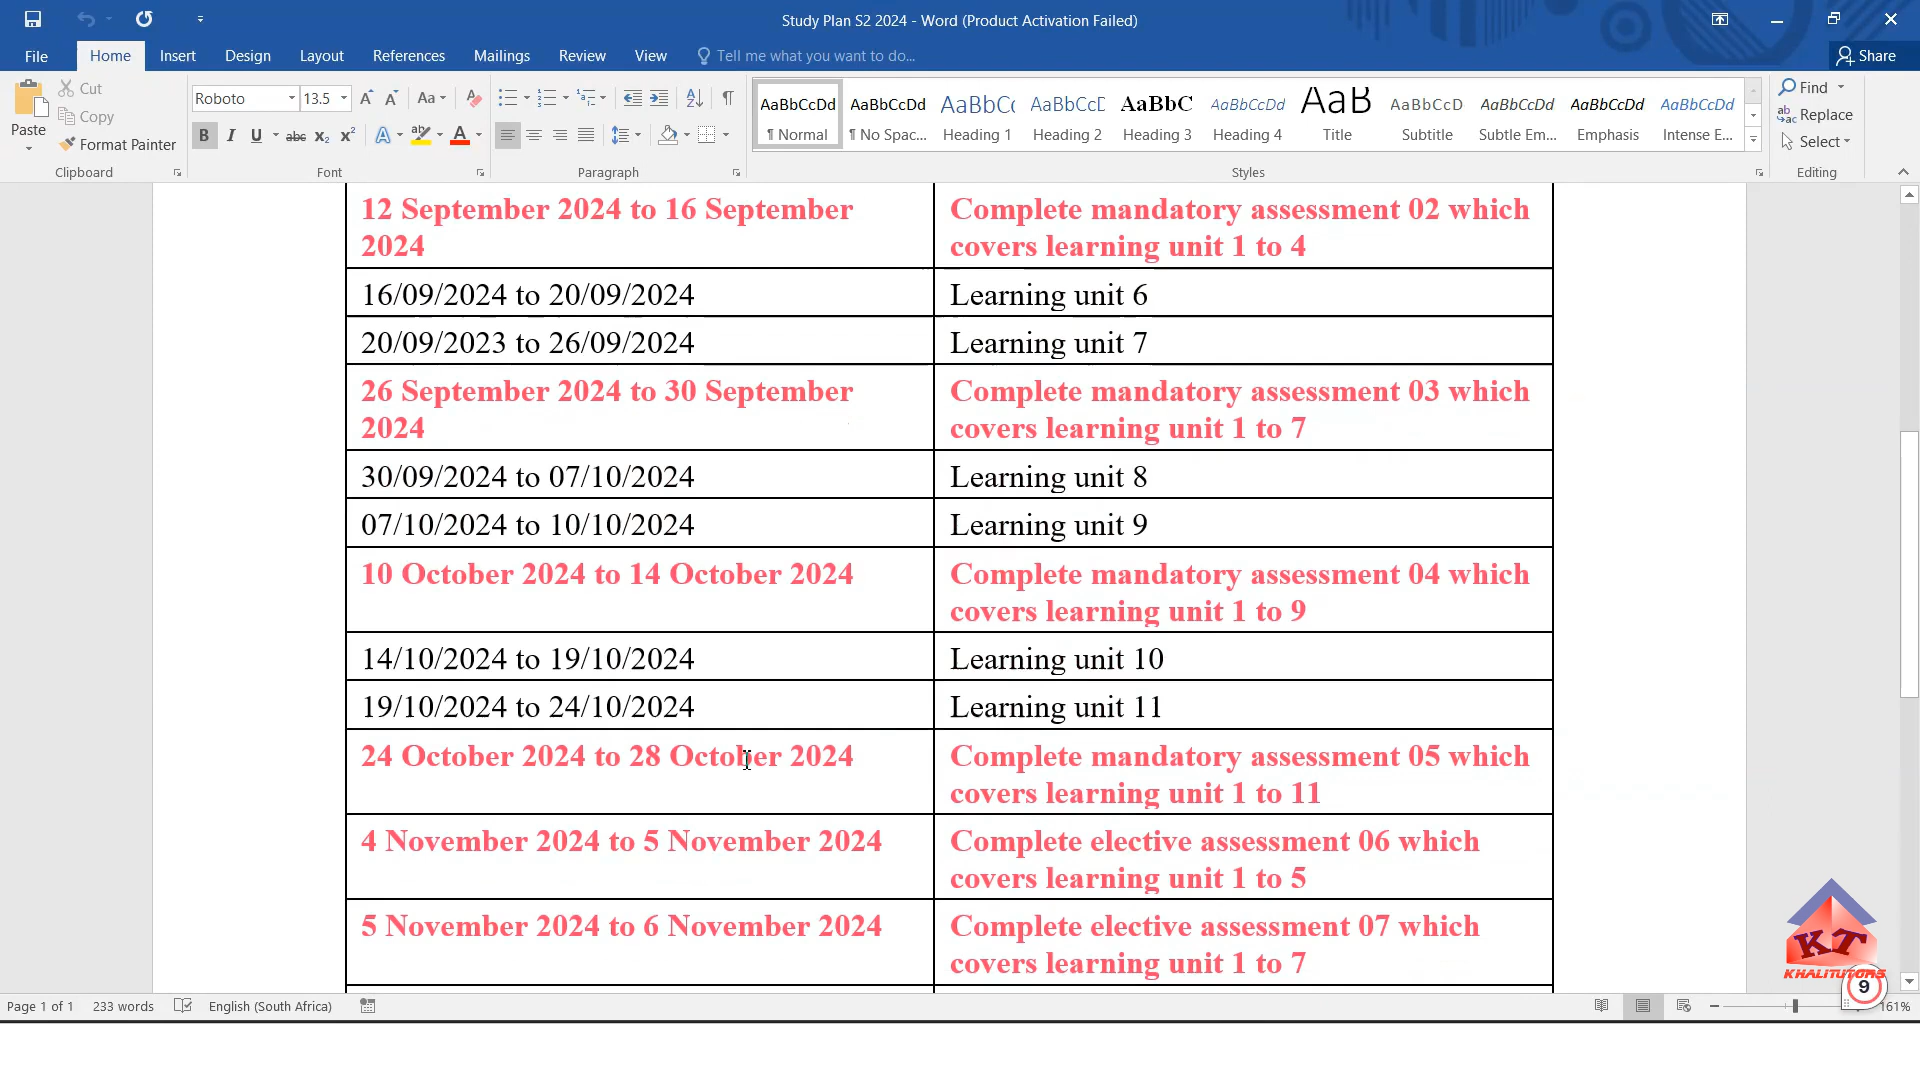 Study Plan S2 2024 - Word (Product Activation Failed)
File Home Insert Design Layout References Mailings Review View Tell me what you want to do... Share
Paste
Cut
Copy
Format Painter
Clipboard
Roboto 13.5
Aa
B I U abc X₂ X² A ab A
Font
Paragraph
AaBbCcDd AaBbCcDd AaBbCc AaBbCcD AaBbC AaBbCcDd AaB AaBbCcD AaBbCcDd AaBbCcDd AaBbCcDd
¶ Normal ¶ No Spac... Heading 1 Heading 2 Heading 3 Heading 4 Title Subtitle Subtle Em... Emphasis Intense E...
Styles
Find
Replace
Select
Editing
12 September 2024 to 16 September
2024
Complete mandatory assessment 02 which
covers learning unit 1 to 4
16/09/2024 to 20/09/2024
Learning unit 6
20/09/2023 to 26/09/2024
Learning unit 7
26 September 2024 to 30 September
2024
Complete mandatory assessment 03 which
covers learning unit 1 to 7
30/09/2024 to 07/10/2024
Learning unit 8
07/10/2024 to 10/10/2024
Learning unit 9
10 October 2024 to 14 October 2024
Complete mandatory assessment 04 which
covers learning unit 1 to 9
14/10/2024 to 19/10/2024
Learning unit 10
19/10/2024 to 24/10/2024
Learning unit 11
24 October 2024 to 28 October 2024
Complete mandatory assessment 05 which
covers learning unit 1 to 11
4 November 2024 to 5 November 2024
Complete elective assessment 06 which
covers learning unit 1 to 5
5 November 2024 to 6 November 2024
Complete elective assessment 07 which
covers learning unit 1 to 7
KT
KHALITUTORS
9
Page 1 of 1 233 words English (South Africa) 161%